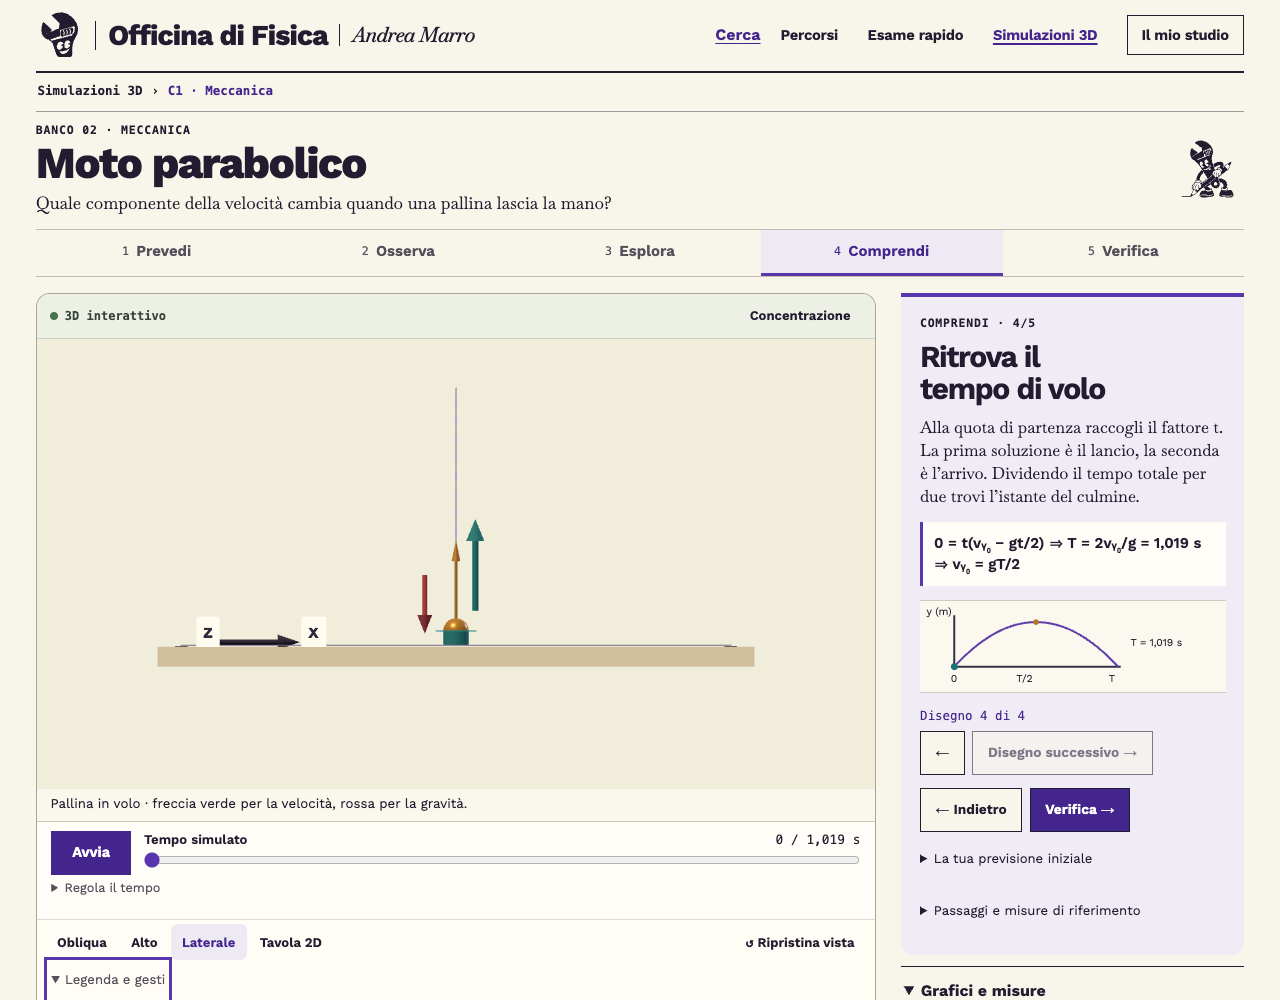 Officina di Fisica
Andrea Marro
Cerca
Percorsi
Esame rapido
Simulazioni 3D
Il mio studio
Simulazioni 3D › C1 · Meccanica
BANCO 02 · MECCANICA
Moto parabolico
Quale componente della velocità cambia quando una pallina lascia la mano?
1 Prevedi
2 Osserva
3 Esplora
4 Comprendi
5 Verifica
3D interattivo
Concentrazione
Z
X
Pallina in volo · freccia verde per la velocità, rossa per la gravità.
Avvia
Tempo simulato
0 / 1,019 s
▶ Regola il tempo
Obliqua
Alto
Laterale
Tavola 2D
↺ Ripristina vista
▼ Legenda e gesti
COMPRENDI · 4/5
Ritrova il
tempo di volo
Alla quota di partenza raccogli il fattore t.
La prima soluzione è il lancio, la seconda
è l’arrivo. Dividendo il tempo totale per
due trovi l’istante del culmine.
0 = t(vᵧ₀ − gt/2) ⇒ T = 2vᵧ₀/g = 1,019 s
⇒ vᵧ₀ = gT/2
y (m)
T = 1,019 s
0
T/2
T
Disegno 4 di 4
←
Disegno successivo →
← Indietro
Verifica →
▶ La tua previsione iniziale
▶ Passaggi e misure di riferimento
▼ Grafici e misure